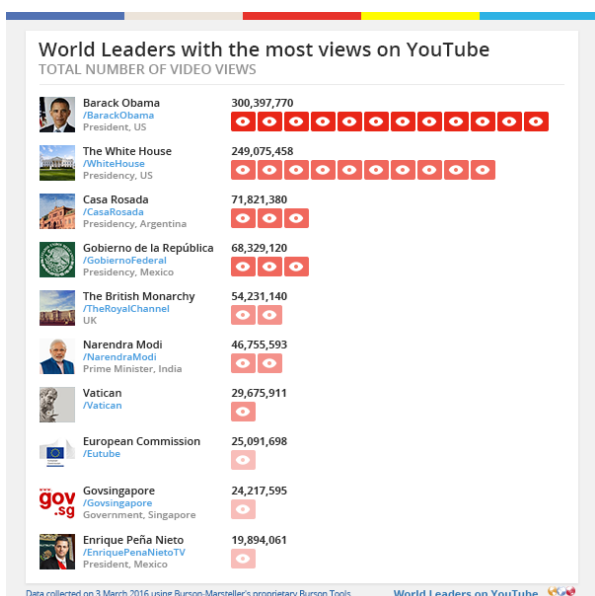 World Leaders with the most views on YouTube
TOTAL NUMBER OF VIDEO VIEWS
Barack Obama
300,397,770
/BarackObama
President, US
The White House
249,075,458
/WhiteHouse
Presidency, US
Casa Rosada
71,821,380
/CasaRosada
Presidency, Argentina
Gobierno de la República
68,329,120
/GobiernoFederal
Presidency, Mexico
The British Monarchy
54,231,140
/TheRoyalChannel
UK
Narendra Modi
46,755,593
/NarendraModi
Prime Minister, India
Vatican
29,675,911
/Vatican
European Commission
25,091,698
/Eutube
gov
.sg
Govsingapore
24,217,595
/Govsingapore
Government, Singapore
Enrique Peña Nieto
19,894,061
/EnriquePenaNietoTV
President, Mexico
Data collected on 3 March 2016 using Burson-Marsteller's proprietary Burson Tools
World Leaders on YouTube